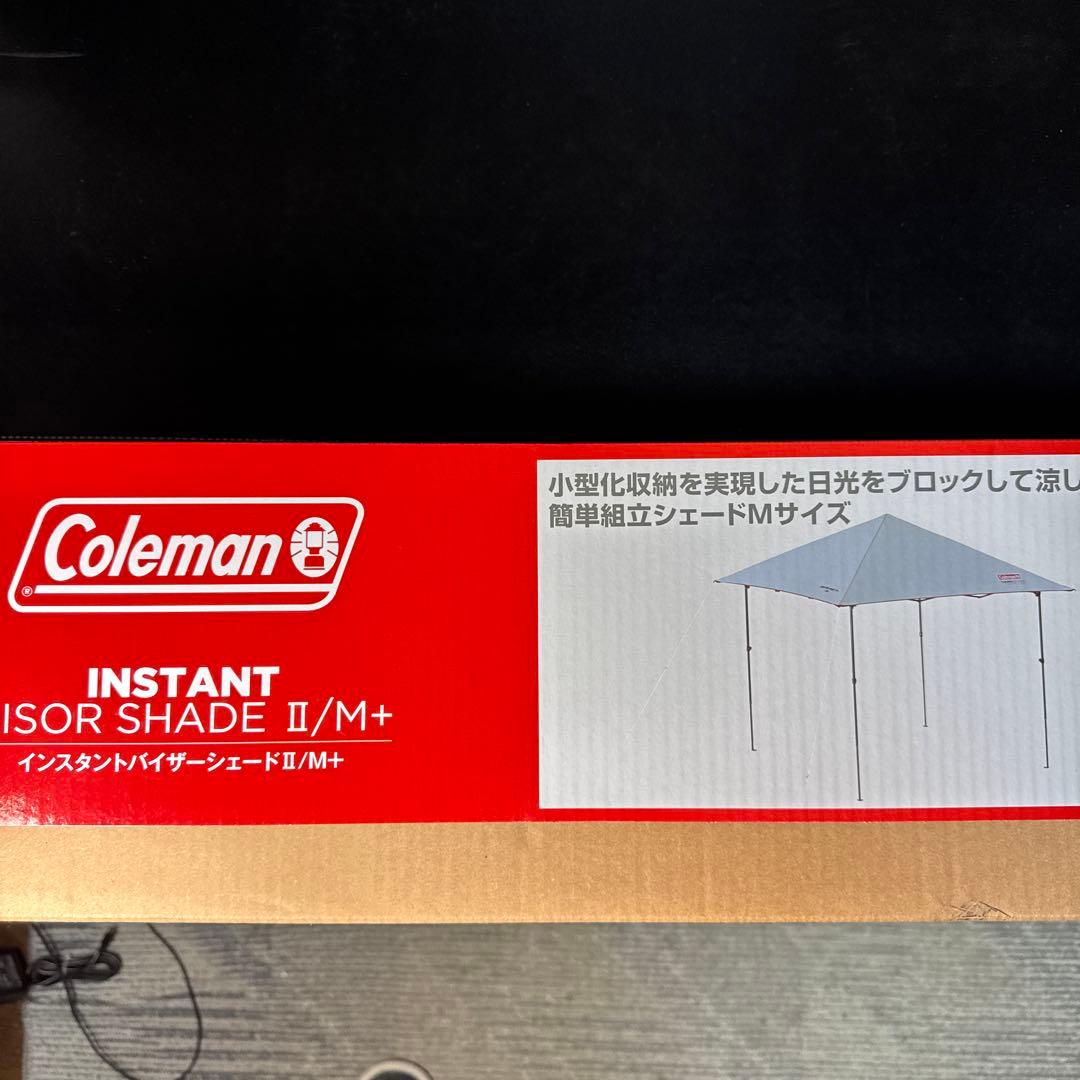 Coleman
®
INSTANT
ISOR SHADE Ⅱ/M+
インスタントバイザーシェードⅡ/M+
小型化収納を実現した日光をブロックして涼し
簡単組立シェードMサイズ
Coleman